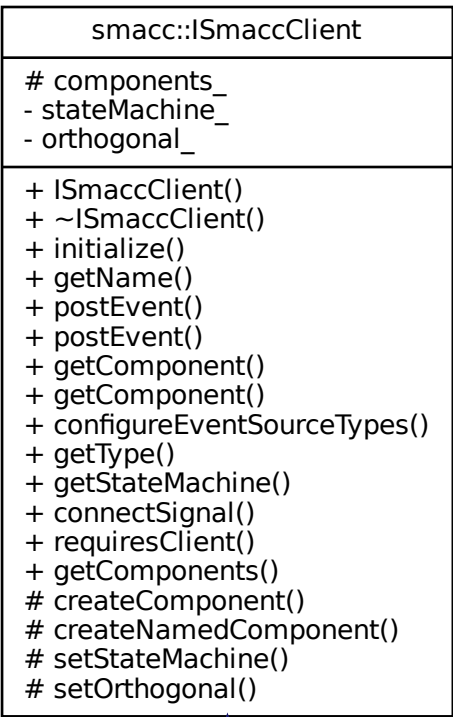 smacc::ISmaccClient
# components_
- stateMachine_
- orthogonal_
+ ISmaccClient()
+ ~ISmaccClient()
+ initialize()
+ getName()
+ postEvent()
+ postEvent()
+ getComponent()
+ getComponent()
+ configureEventSourceTypes()
+ getType()
+ getStateMachine()
+ connectSignal()
+ requiresClient()
+ getComponents()
# createComponent()
# createNamedComponent()
# setStateMachine()
# setOrthogonal()